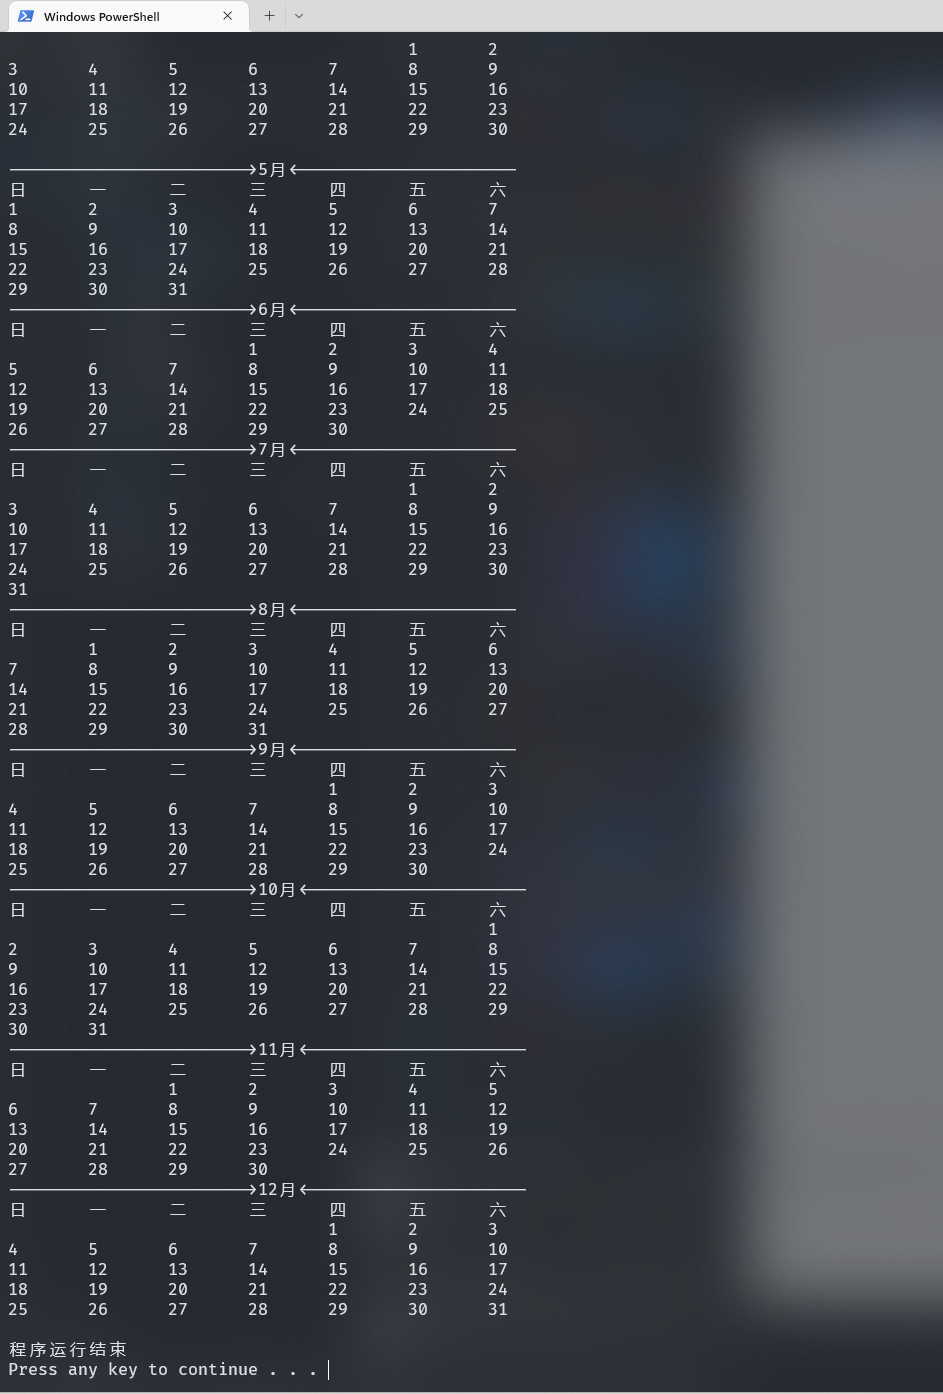 Windows PowerShell
1 2
3 4 5 6 7 8 9
10 11 12 13 14 15 16
17 18 19 20 21 22 23
24 25 26 27 28 29 30
------------------------>5月<----------------------
日 一 二 三 四 五 六
1 2 3 4 5 6 7
8 9 10 11 12 13 14
15 16 17 18 19 20 21
22 23 24 25 26 27 28
29 30 31
------------------------>6月<----------------------
日 一 二 三 四 五 六
1 2 3 4
5 6 7 8 9 10 11
12 13 14 15 16 17 18
19 20 21 22 23 24 25
26 27 28 29 30
------------------------>7月<----------------------
日 一 二 三 四 五 六
1 2
3 4 5 6 7 8 9
10 11 12 13 14 15 16
17 18 19 20 21 22 23
24 25 26 27 28 29 30
31
------------------------>8月<----------------------
日 一 二 三 四 五 六
1 2 3 4 5 6
7 8 9 10 11 12 13
14 15 16 17 18 19 20
21 22 23 24 25 26 27
28 29 30 31
------------------------>9月<----------------------
日 一 二 三 四 五 六
1 2 3
4 5 6 7 8 9 10
11 12 13 14 15 16 17
18 19 20 21 22 23 24
25 26 27 28 29 30
------------------------>10月<----------------------
日 一 二 三 四 五 六
1
2 3 4 5 6 7 8
9 10 11 12 13 14 15
16 17 18 19 20 21 22
23 24 25 26 27 28 29
30 31
------------------------>11月<----------------------
日 一 二 三 四 五 六
1 2 3 4 5
6 7 8 9 10 11 12
13 14 15 16 17 18 19
20 21 22 23 24 25 26
27 28 29 30
------------------------>12月<----------------------
日 一 二 三 四 五 六
1 2 3
4 5 6 7 8 9 10
11 12 13 14 15 16 17
18 19 20 21 22 23 24
25 26 27 28 29 30 31
程序运行结束
Press any key to continue . . .